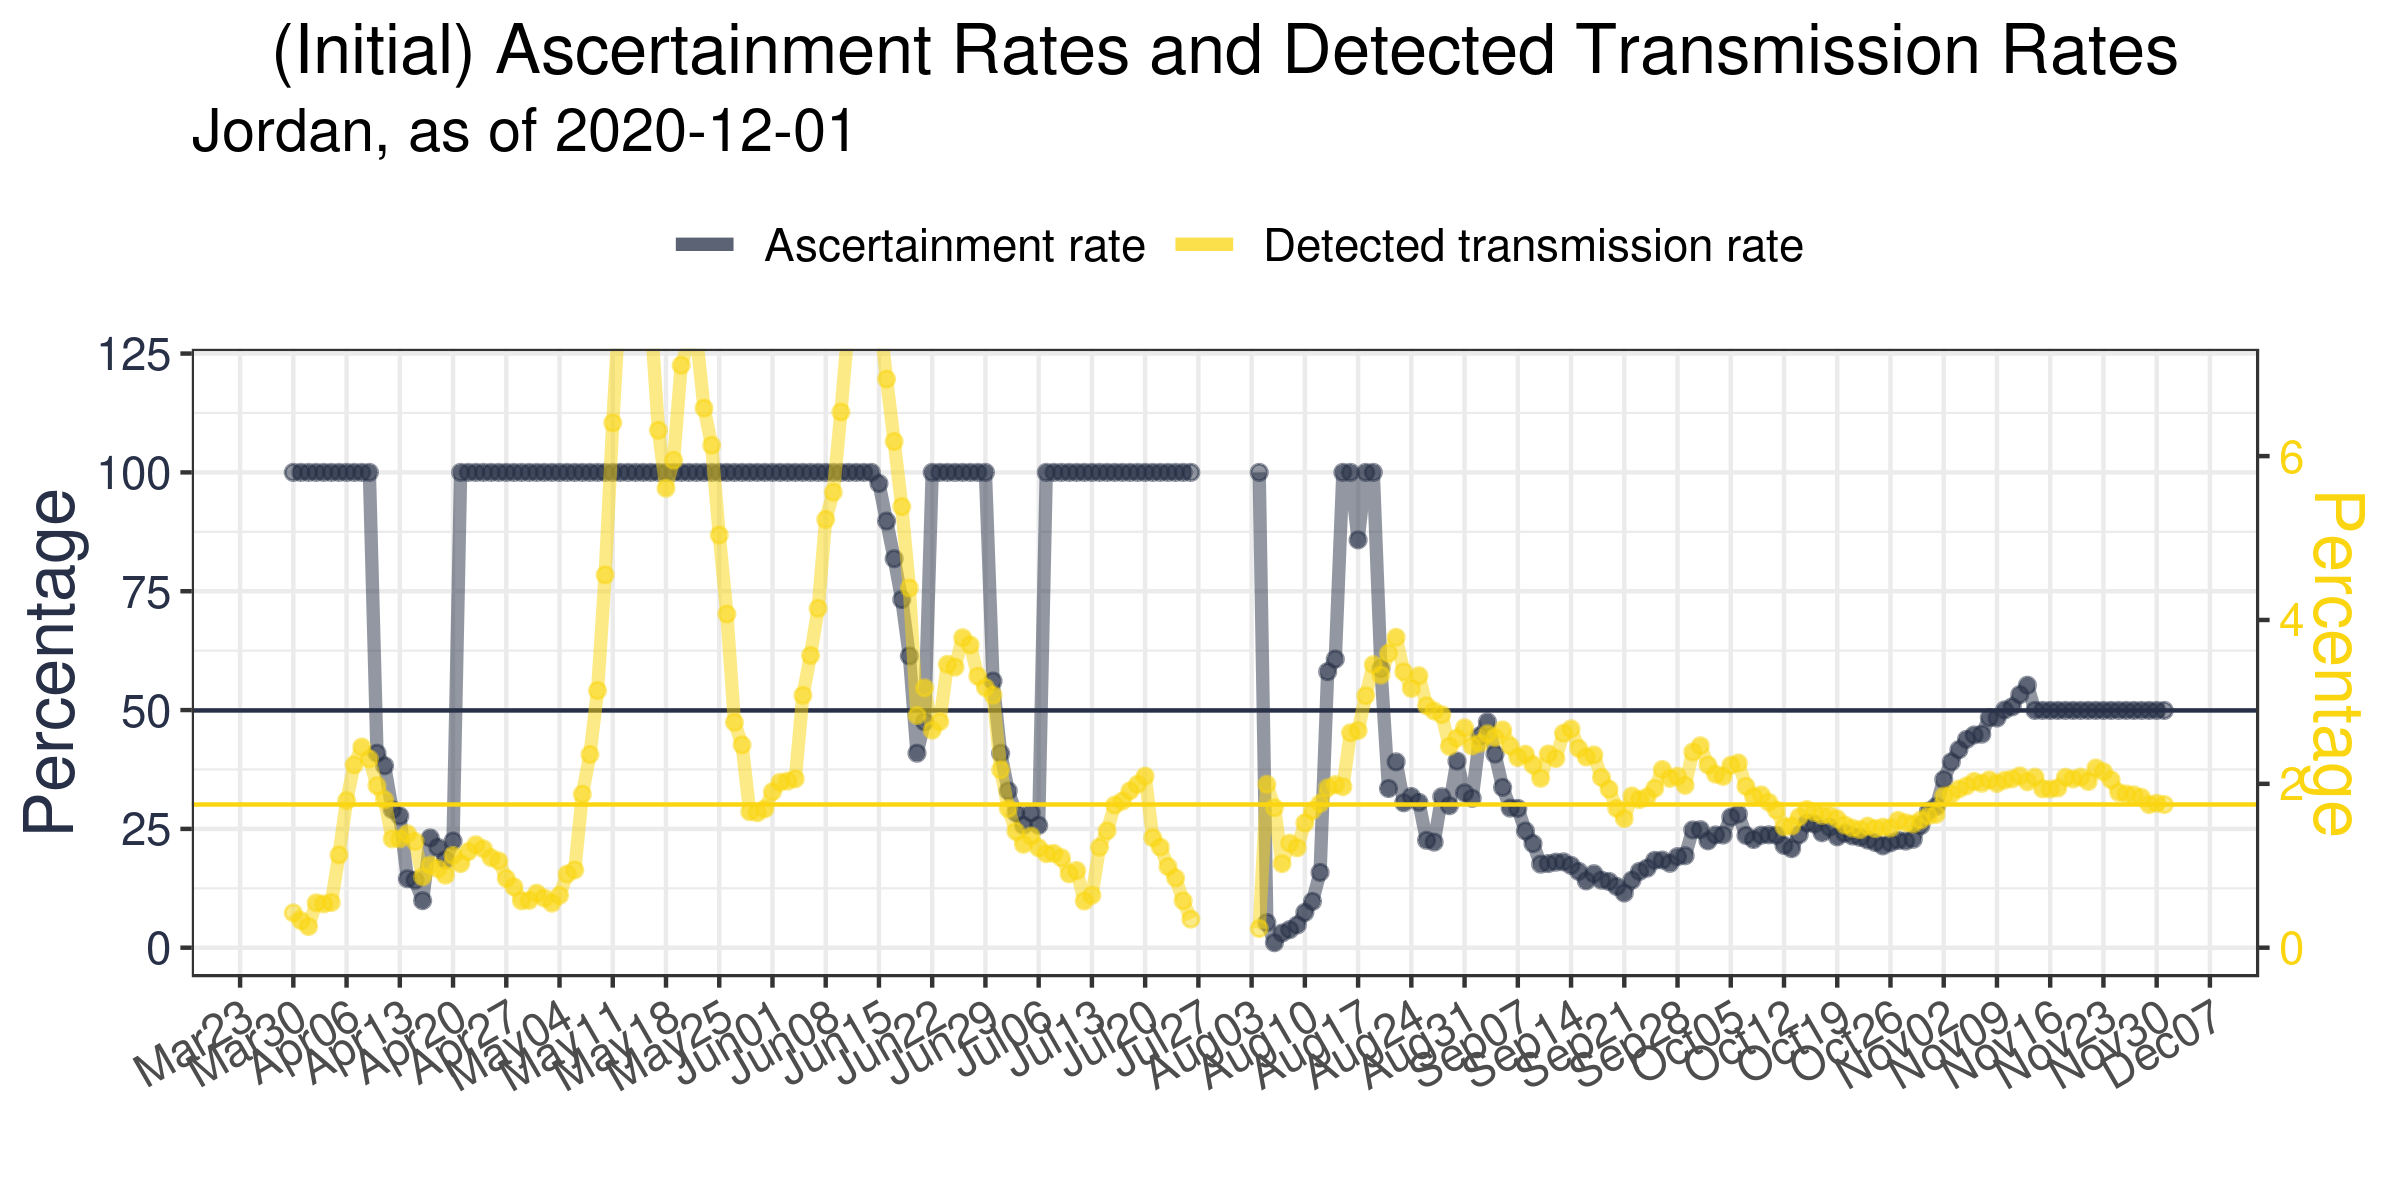 (Initial) Ascertainment Rates and Detected Transmission Rates
Jordan, as of 2020-12-01
Ascertainment rate
Detected transmission rate
125
100
75
50
25
0
Percentage
6
4
2
0
Percentage
Mar23
Mar30
Apr06
Apr13
Apr20
Apr27
May04
May11
May18
May25
Jun01
Jun08
Jun15
Jun22
Jun29
Jul06
Jul13
Jul20
Jul27
Aug03
Aug10
Aug17
Aug24
Aug31
Sep07
Sep14
Sep21
Sep28
Oct05
Oct12
Oct19
Oct26
Nov02
Nov09
Nov16
Nov23
Nov30
Dec07